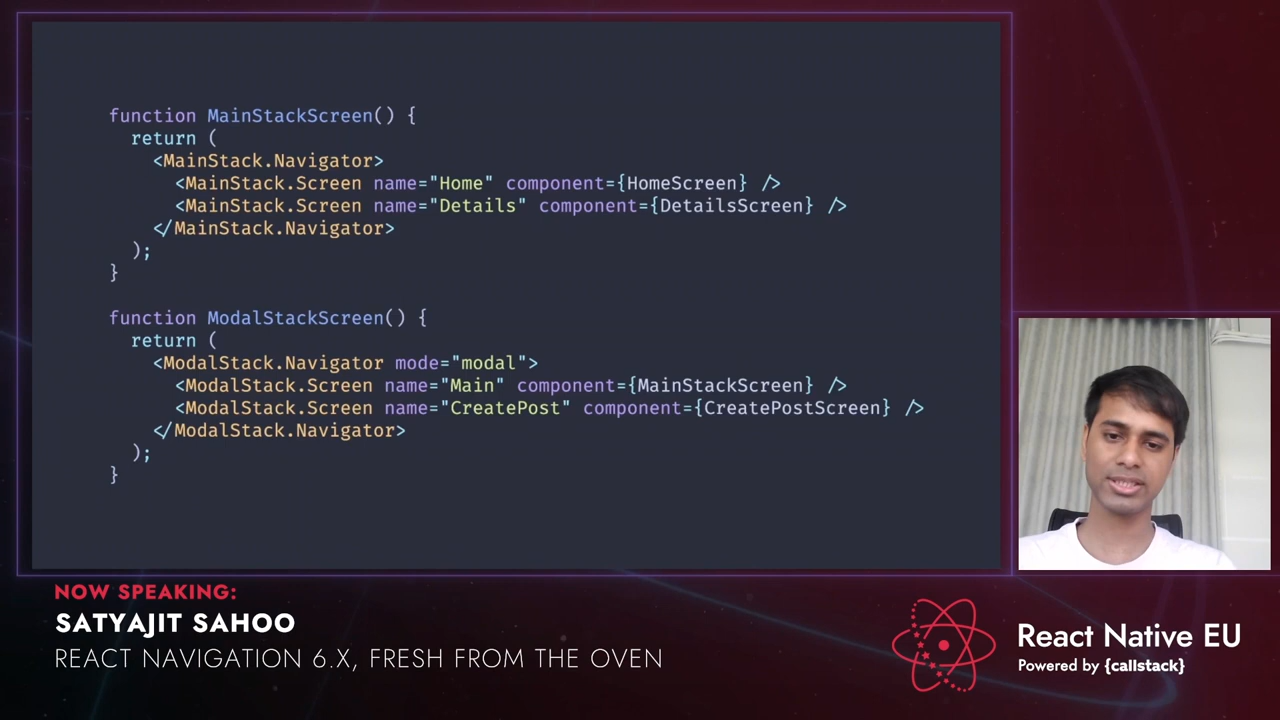 function MainStackScreen() {
return (
<MainStack.Navigator>
<MainStack.Screen name="Home" component={HomeScreen} />
<MainStack.Screen name="Details" component={DetailsScreen} />
</MainStack.Navigator>
);
}
function ModalStackScreen() {
return (
<ModalStack.Navigator mode="modal">
<ModalStack.Screen name="Main" component={MainStackScreen} />
<ModalStack.Screen name="CreatePost" component={CreatePostScreen} />
</ModalStack.Navigator>
);
}
NOW SPEAKING:
SATYAJIT SAHOO
REACT NAVIGATION 6.X, FRESH FROM THE OVEN
React Native EU
Powered by {callstack}